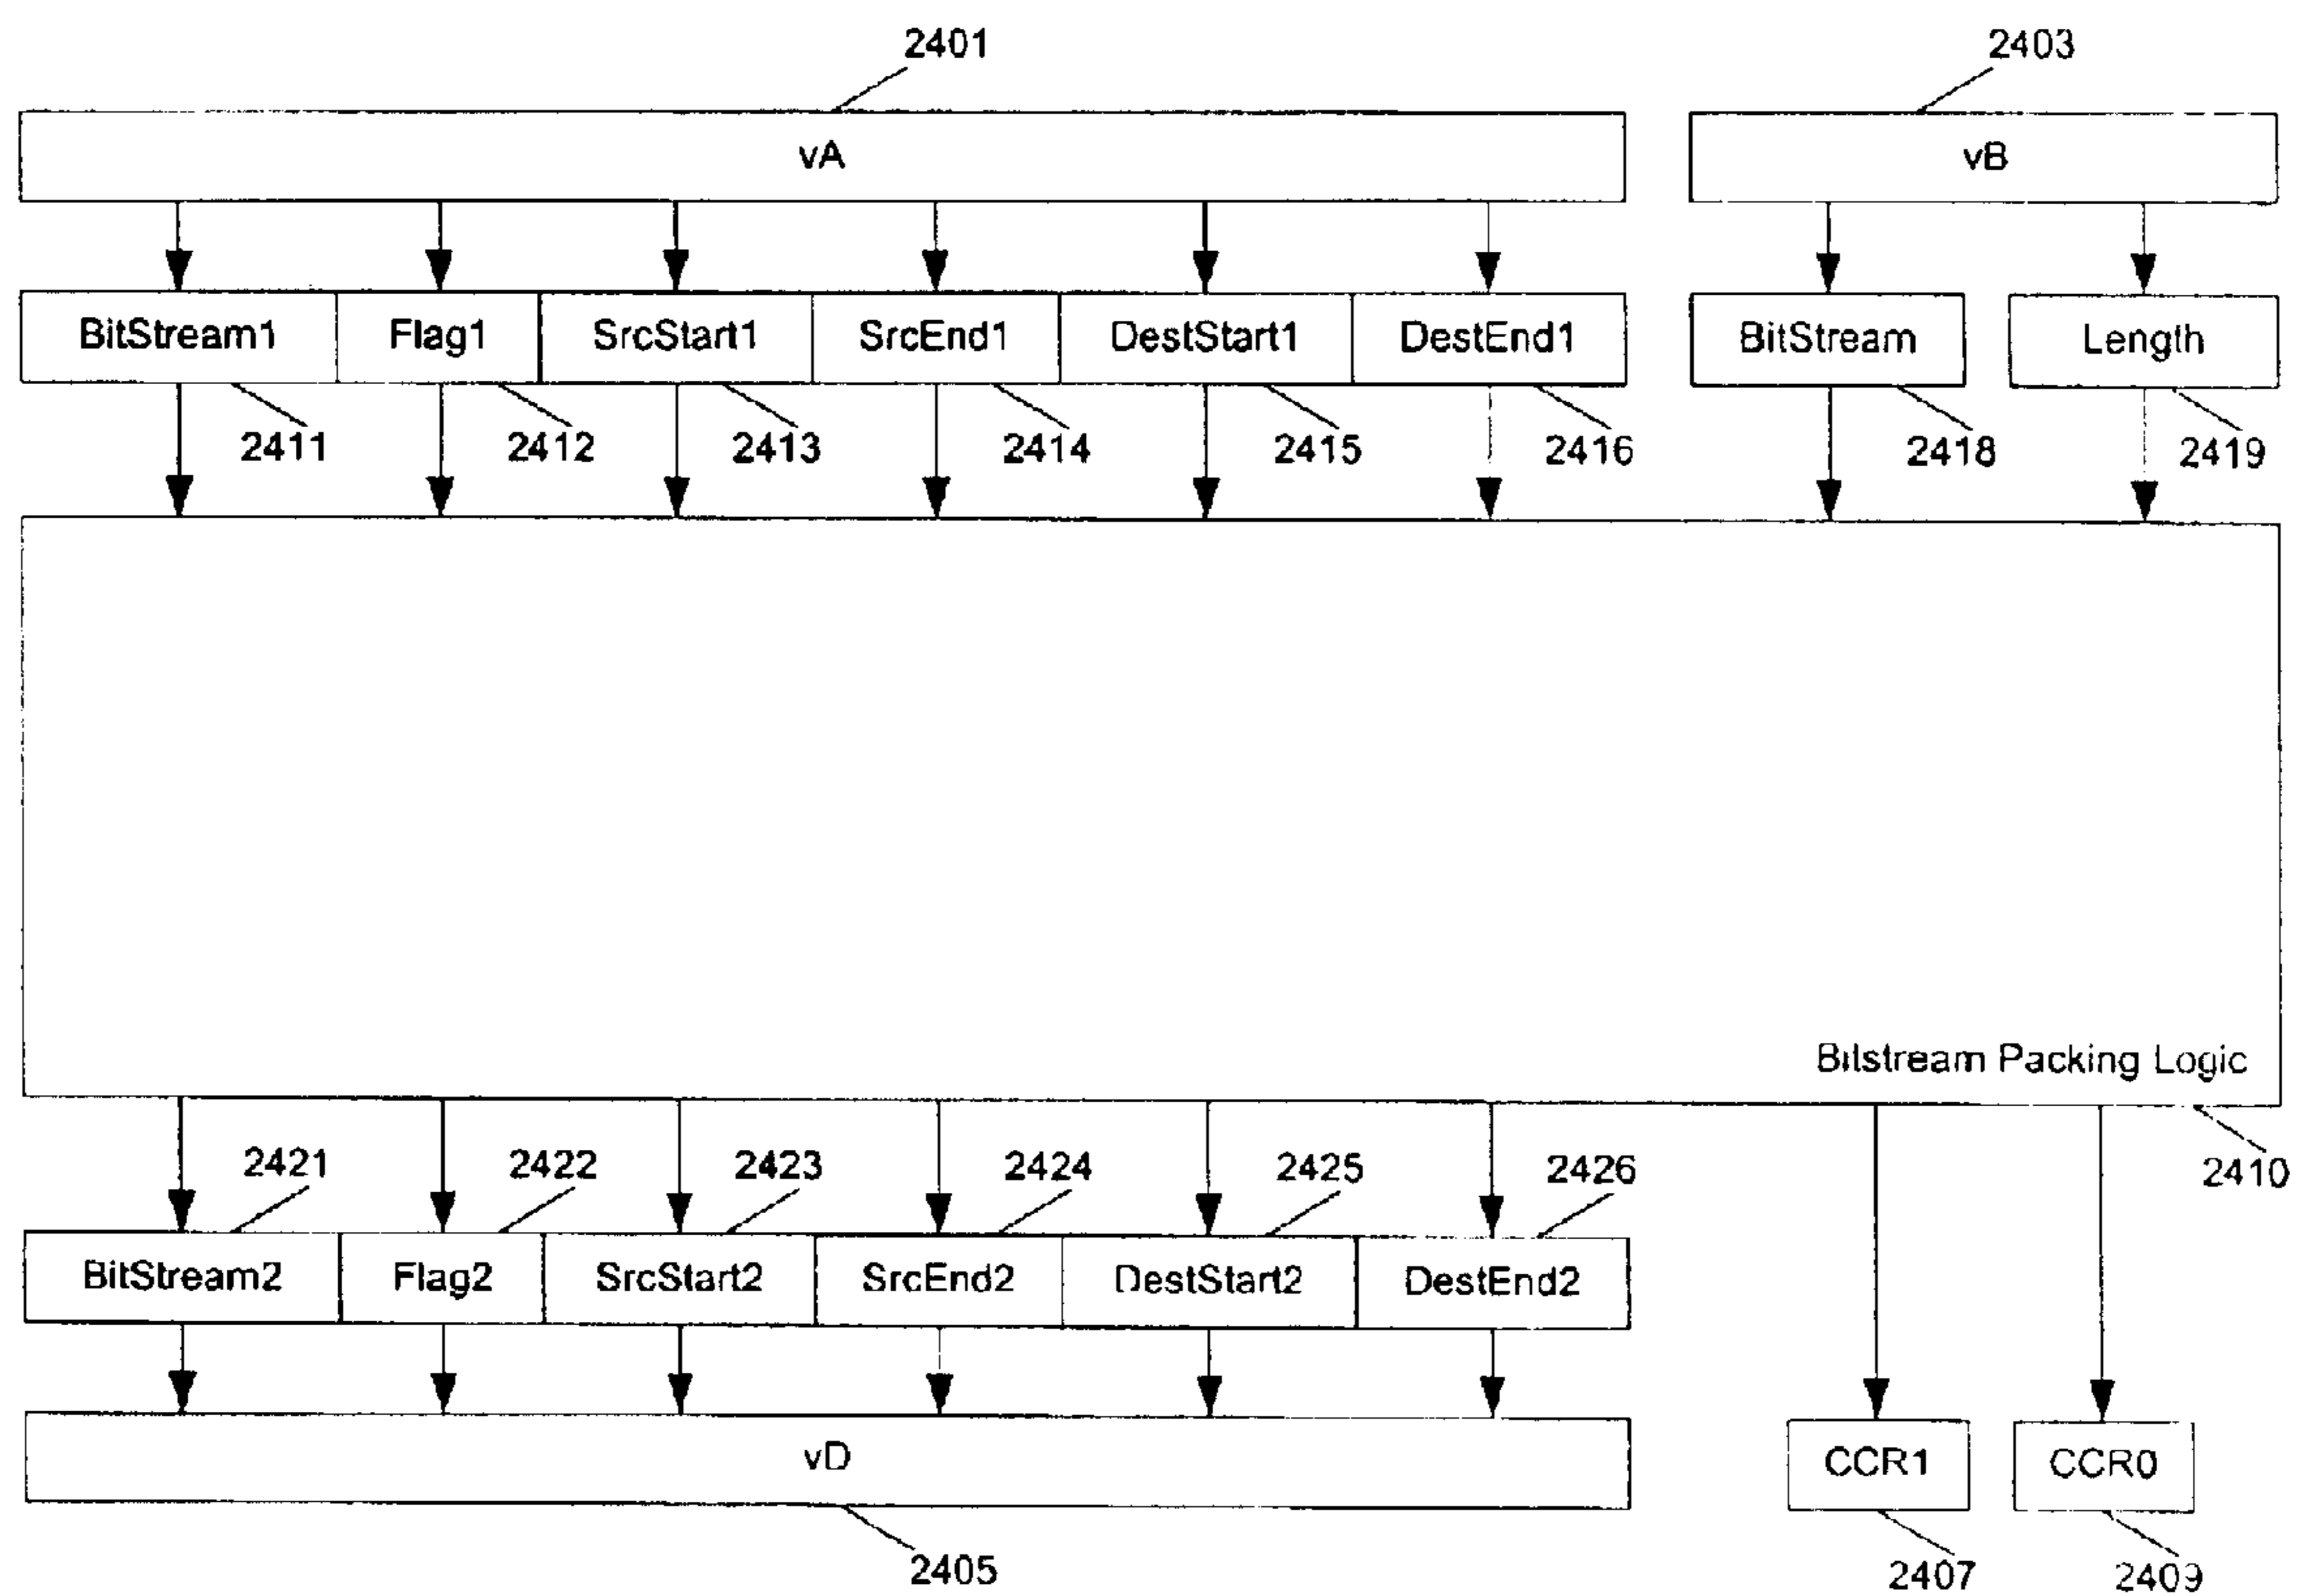 2401 2403
vA vB
BitStream1 Flag1 SrcStart1 SrcEnd1 DestStart1 DestEnd1 BitStream Length
2411 2412 2413 2414 2415 2416 2418 2419
Bitstream Packing Logic
2410
2421 2422 2423 2424 2425 2426
BitStream2 Flag2 SrcStart2 SrcEnd2 DestStart2 DestEnd2
vD CCR1 CCR0
2405 2407 2409